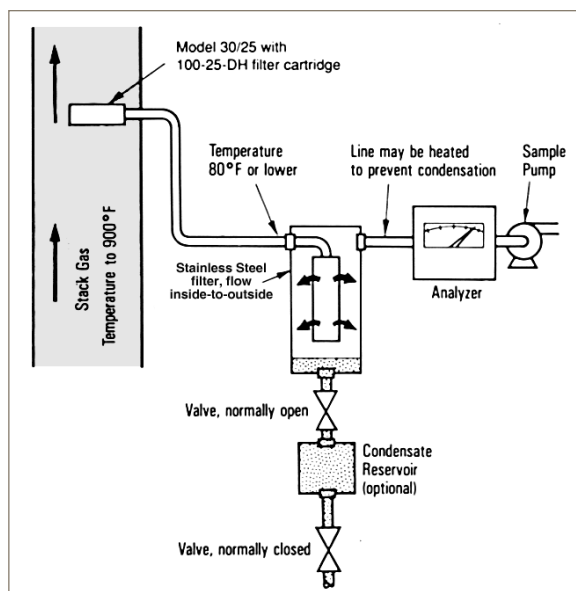 Model 30/25 with
100-25-DH filter cartridge
Temperature
80°F or lower
Line may be heated
to prevent condensation
Sample
Pump
Stack Gas
Temperature to 900°F
Stainless Steel
filter, flow
inside-to-outside
Analyzer
Valve, normally open
Condensate
Reservoir
(optional)
Valve, normally closed